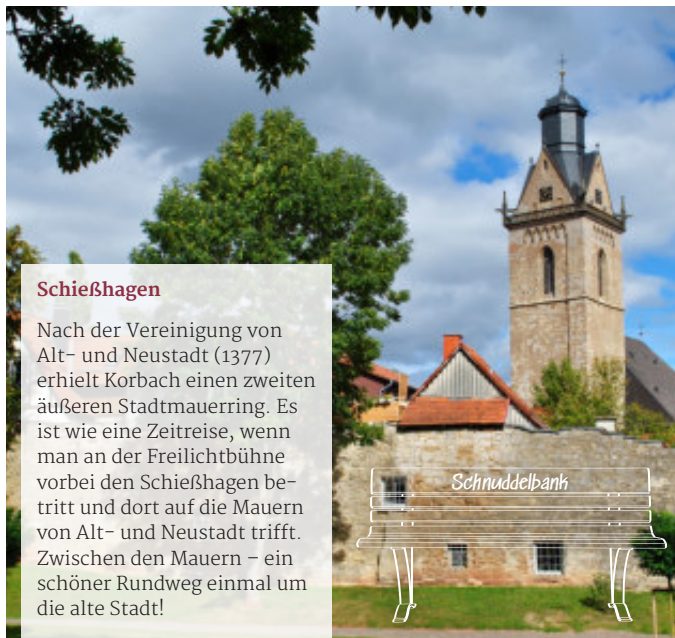 Schießhagen
Nach der Vereinigung von
Alt- und Neustadt (1377)
erhielt Korbach einen zweiten
äußeren Stadtmauerring. Es
ist wie eine Zeitreise, wenn
man an der Freilichtbühne
vorbei den Schießhagen be-
tritt und dort auf die Mauern
von Alt- und Neustadt trifft.
Zwischen den Mauern – ein
schöner Rundweg einmal um
die alte Stadt!
Schnuddelbank